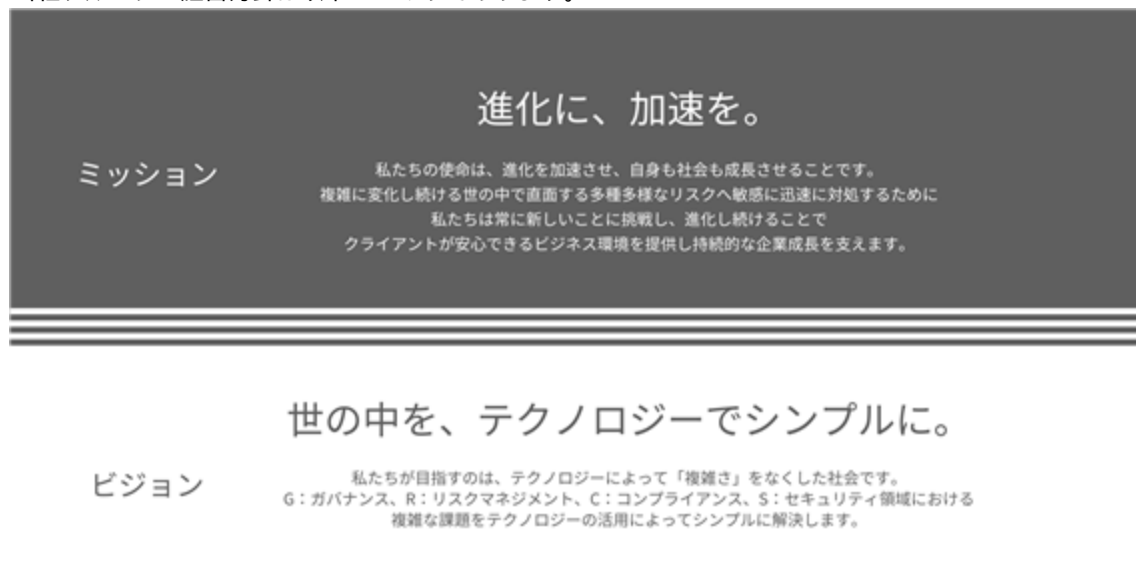 進化に、加速を。
ミッション
私たちの使命は、進化を加速させ、自身も社会も成長させることです。
複雑に変化し続ける世の中で直面する多種多様なリスクへ敏感に迅速に対処するために
私たちは常に新しいことに挑戦し、進化し続けることで
クライアントが安心できるビジネス環境を提供し持続的な企業成長を支えます。
世の中を、テクノロジーでシンプルに。
ビジョン
私たちが目指すのは、テクノロジーによって「複雑さ」をなくした社会です。
G：ガバナンス、R：リスクマネジメント、C：コンプライアンス、S：セキュリティ領域における
複雑な課題をテクノロジーの活用によってシンプルに解決します。